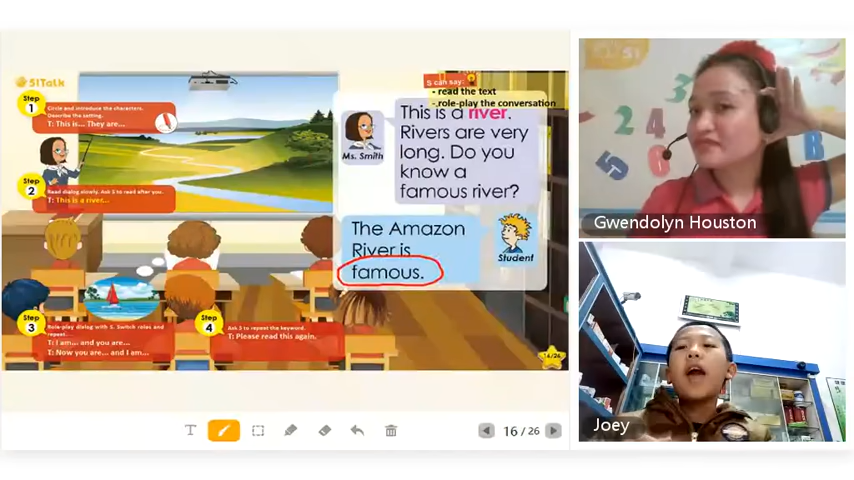 51Talk
Step
1
Circle and introduce the characters.
Describe the setting.
T: This is... They are...
Step
2
Read dialog slowly. Ask S to read after you.
T: This is a river...
S can say:
- read the text
- role-play the conversation
This is a river.
Rivers are very
long. Do you
know a
famous river?
Ms. Smith
The Amazon
River is
famous.
Student
Step
3
Role-play dialog with S. Switch roles and
repeat.
T: I am... and you are...
T: Now you are... and I am...
Step
4
Ask S to repeat the keyword.
T: Please read this again.
16/26
T
16 / 26
2
3
4
Gwendolyn Houston
Joey